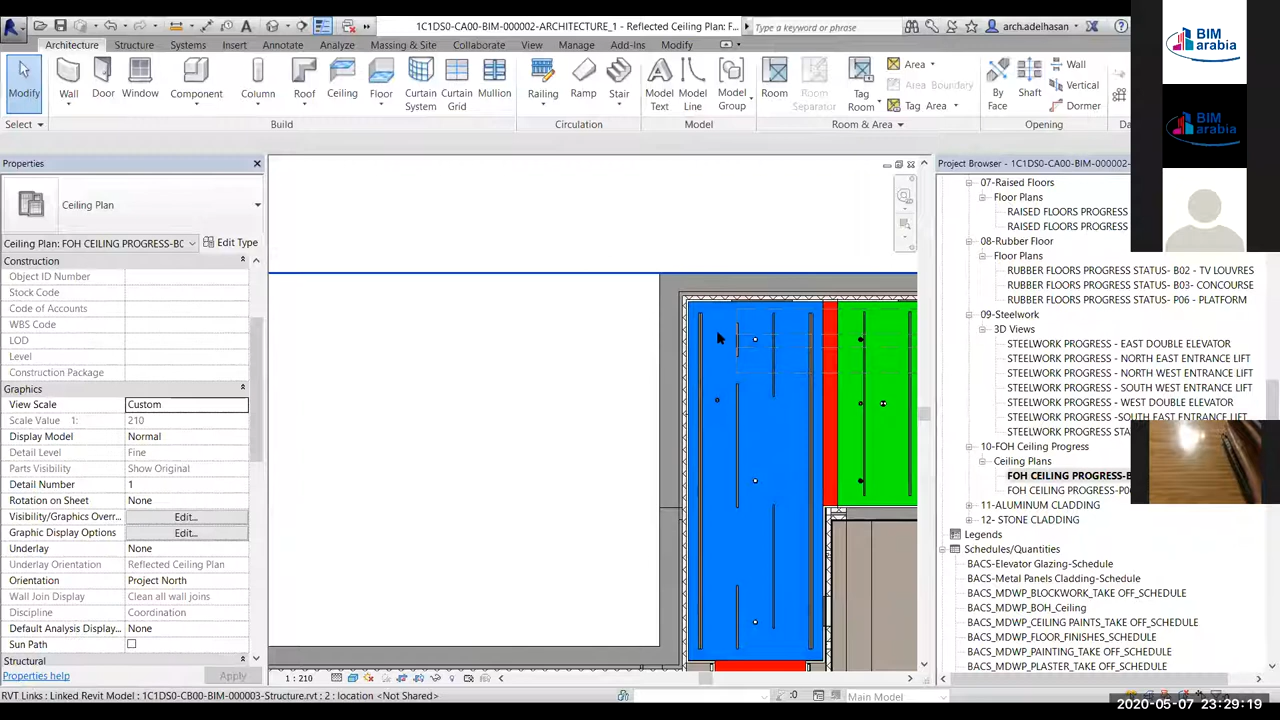 1C1DS0-CA00-BIM-000002-ARCHITECTURE_1 - Reflected Ceiling Plan: F...
Type a keyword or phrase
arch.adelhasan
Architecture Structure Systems Insert Annotate Analyze Massing & Site Collaborate View Manage Add-Ins Modify
Modify Wall Door Window Component Column Roof Ceiling Floor Curtain System Curtain Grid Mullion Railing Ramp Stair Model Text Model Line Model Group Room Room Separator Tag Room
Area
Area Boundary
Tag Area
By Face Shaft
Wall
Vertical
Dormer
Select Build Circulation Model Room & Area Opening
BIM arabia
BIM arabia
Properties
Ceiling Plan
Ceiling Plan: FOH CEILING PROGRESS-BC Edit Type
Construction
Object ID Number
Stock Code
Code of Accounts
WBS Code
LOD
Level
Construction Package
Graphics
View Scale Custom
Scale Value 1: 210
Display Model Normal
Detail Level Fine
Parts Visibility Show Original
Detail Number 1
Rotation on Sheet None
Visibility/Graphics Overr... Edit...
Graphic Display Options Edit...
Underlay None
Underlay Orientation Reflected Ceiling Plan
Orientation Project North
Wall Join Display Clean all wall joins
Discipline Coordination
Default Analysis Display... None
Sun Path
Structural
Properties help Apply
1 : 210
Project Browser - 1C1DS0-CA00-BIM-000002-
07-Raised Floors
Floor Plans
RAISED FLOORS PROGRESS
RAISED FLOORS PROGRESS
08-Rubber Floor
Floor Plans
RUBBER FLOORS PROGRESS STATUS- B02 - TV LOUVRES
RUBBER FLOORS PROGRESS STATUS- B03- CONCOURSE
RUBBER FLOORS PROGRESS STATUS- P06 - PLATFORM
09-Steelwork
3D Views
STEELWORK PROGRESS - EAST DOUBLE ELEVATOR
STEELWORK PROGRESS - NORTH EAST ENTRANCE LIFT
STEELWORK PROGRESS - NORTH WEST ENTRANCE LIFT
STEELWORK PROGRESS - SOUTH WEST ENTRANCE LIFT
STEELWORK PROGRESS - WEST DOUBLE ELEVATOR
STEELWORK PROGRESS -SOUTH EAST ENTRANCE LIFT
STEELWORK PROGRESS STA
10-FOH Ceiling Progress
Ceiling Plans
FOH CEILING PROGRESS-B
FOH CEILING PROGRESS-P0
11-ALUMINUM CLADDING
12- STONE CLADDING
Legends
Schedules/Quantities
BACS-Elevator Glazing-Schedule
BACS-Metal Panels Cladding-Schedule
BACS_MDWP_BLOCKWORK_TAKE OFF_SCHEDULE
BACS_MDWP_BOH_Ceiling
BACS_MDWP_CEILING PAINTS_TAKE OFF_SCHEDULE
BACS_MDWP_FLOOR_FINISHES_SCHEDULE
BACS_MDWP_PAINTING_TAKE OFF_SCHEDULE
BACS_MDWP_PLASTER_TAKE OFF_SCHEDULE
RVT Links : Linked Revit Model : 1C1DS0-CB00-BIM-000003-Structure.rvt : 2 : location <Not Shared>
:0 Main Model
2020-05-07 23:29:19